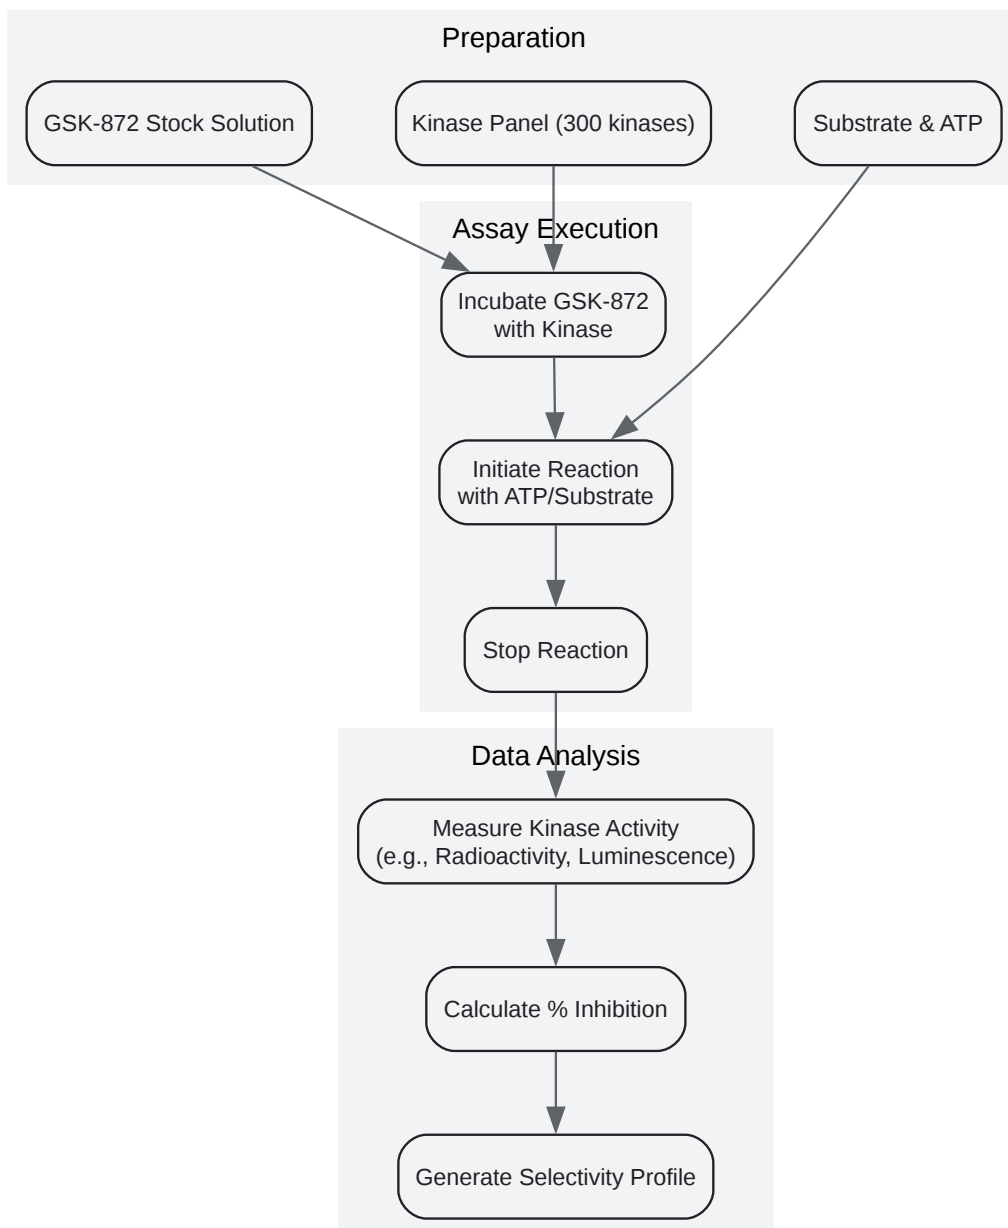 Preparation
GSK-872 Stock Solution
Kinase Panel (300 kinases)
Substrate & ATP
Assay Execution
Incubate GSK-872
with Kinase
Initiate Reaction
with ATP/Substrate
Stop Reaction
Data Analysis
Measure Kinase Activity
(e.g., Radioactivity, Luminescence)
Calculate % Inhibition
Generate Selectivity Profile